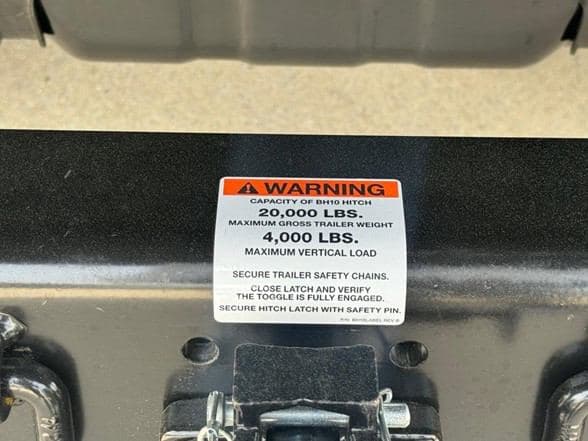 WARNING
CAPACITY OF BH10 HITCH
20,000 LBS.
MAXIMUM GROSS TRAILER WEIGHT
4,000 LBS.
MAXIMUM VERTICAL LOAD
SECURE TRAILER SAFETY CHAINS.
CLOSE LATCH AND VERIFY
THE TOGGLE IS FULLY ENGAGED.
SECURE HITCH LATCH WITH SAFETY PIN.